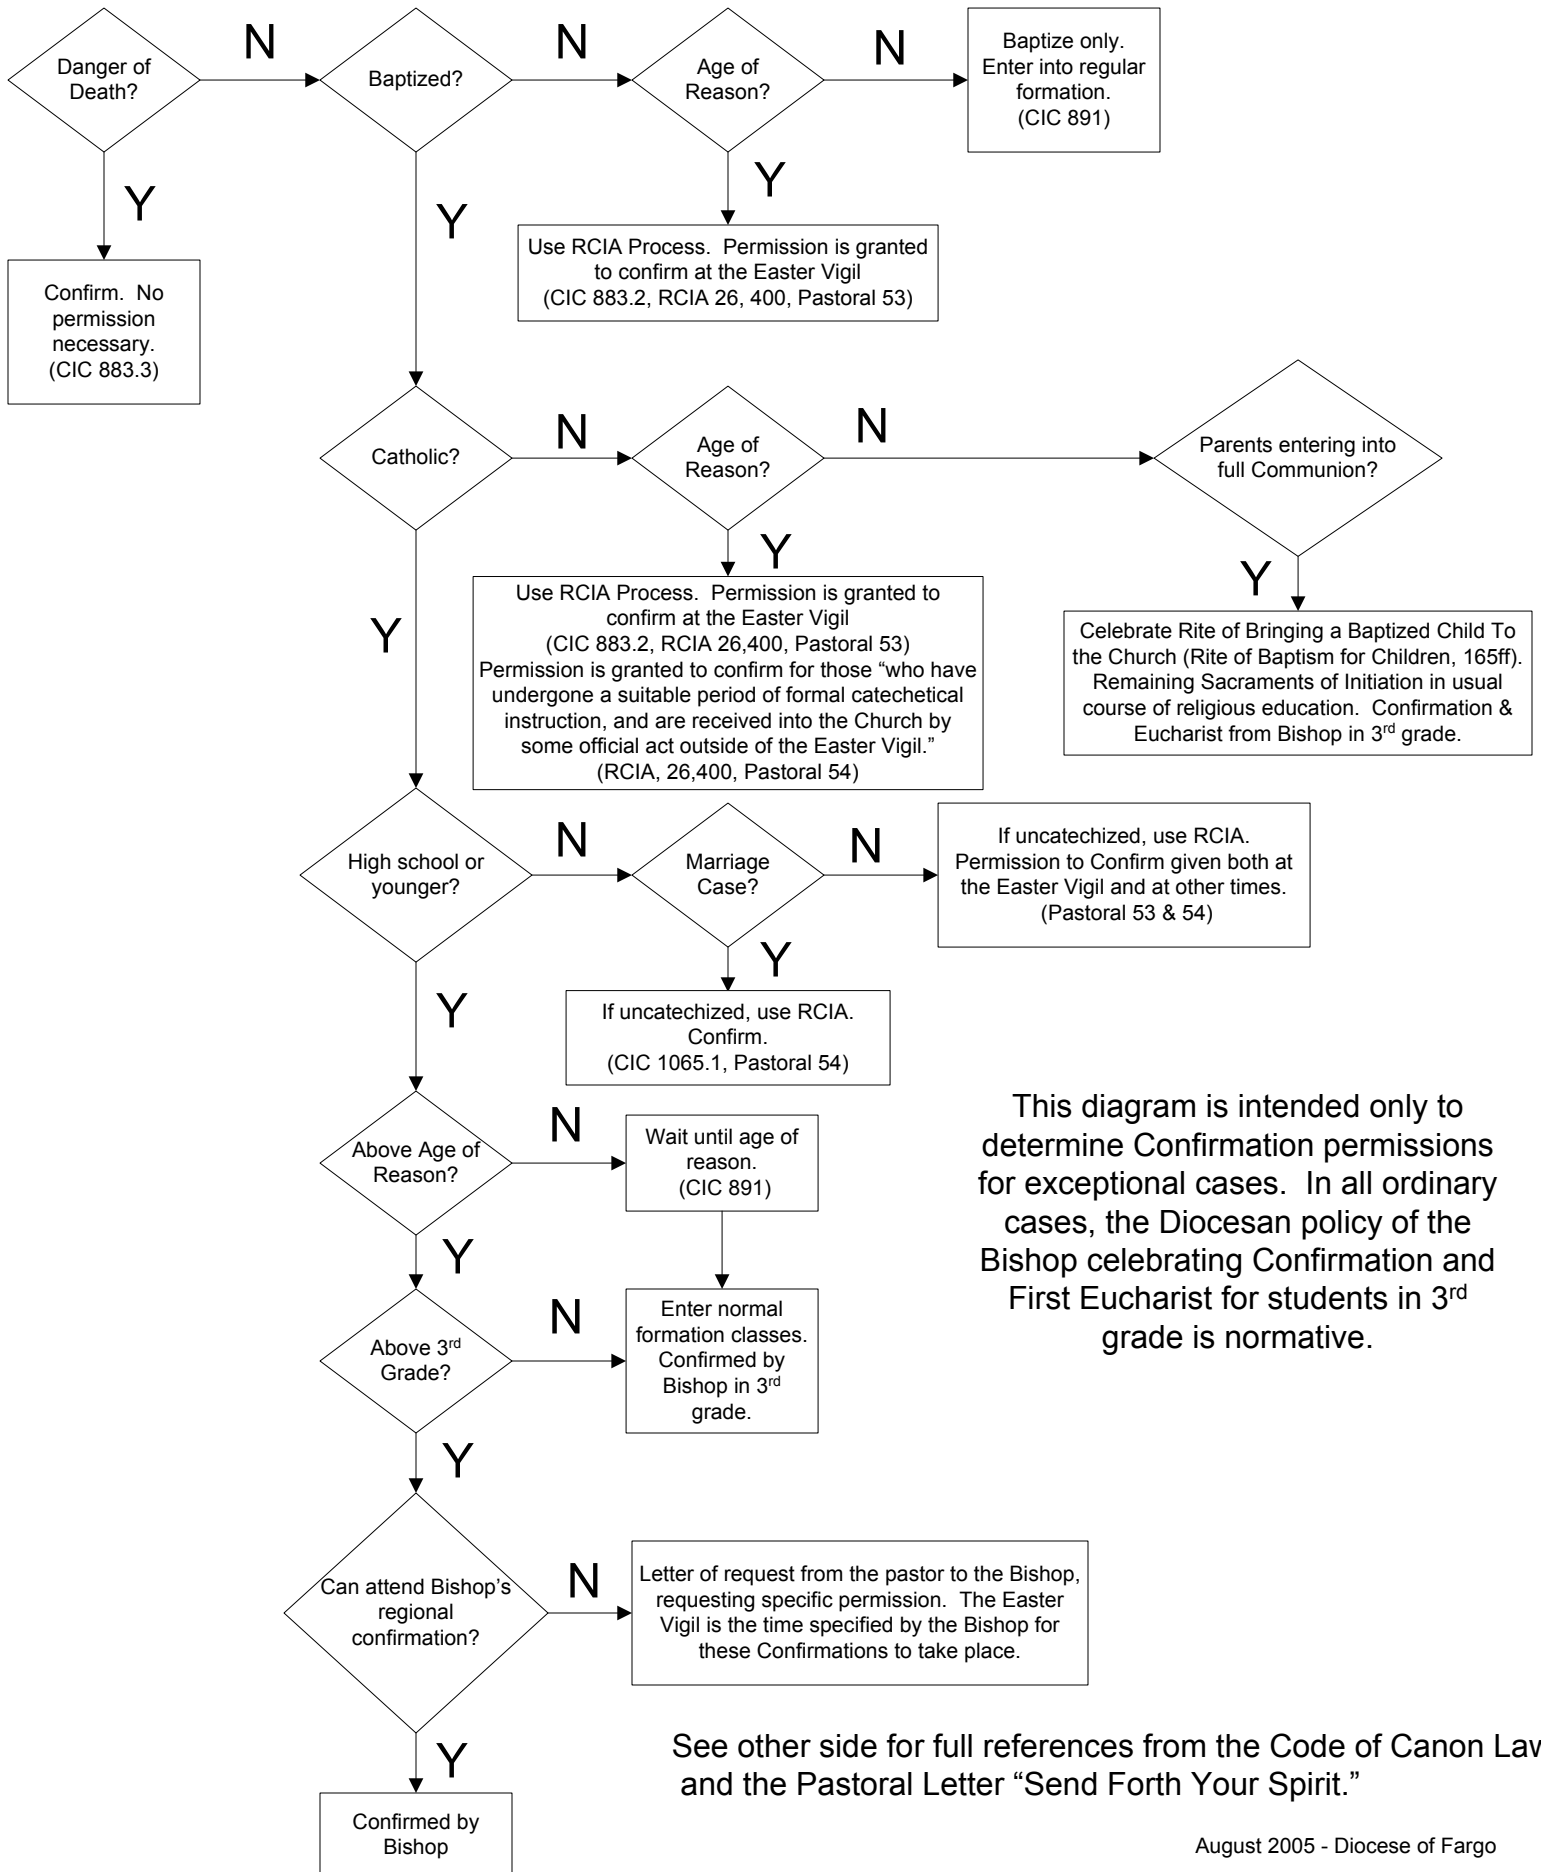 Danger of
Death?
N
Baptized?
N
Age of
Reason?
N
Baptize only.
Enter into regular
formation.
(CIC 891)
Y
Confirm. No
permission
necessary.
(CIC 883.3)
Y
Y
Use RCIA Process. Permission is granted
to confirm at the Easter Vigil
(CIC 883.2, RCIA 26, 400, Pastoral 53)
Catholic?
N
Age of
Reason?
N
Parents entering into
full Communion?
Y
Use RCIA Process. Permission is granted to
confirm at the Easter Vigil
(CIC 883.2, RCIA 26,400, Pastoral 53)
Permission is granted to confirm for those “who have
undergone a suitable period of formal catechetical
instruction, and are received into the Church by
some official act outside of the Easter Vigil.”
(RCIA, 26,400, Pastoral 54)
Y
Celebrate Rite of Bringing a Baptized Child To
the Church (Rite of Baptism for Children, 165ff).
Remaining Sacraments of Initiation in usual
course of religious education. Confirmation &
Eucharist from Bishop in 3rd grade.
Y
High school or
younger?
N
Marriage
Case?
N
If uncatechized, use RCIA.
Permission to Confirm given both at
the Easter Vigil and at other times.
(Pastoral 53 & 54)
Y
If uncatechized, use RCIA.
Confirm.
(CIC 1065.1, Pastoral 54)
Y
Above Age of
Reason?
N
Wait until age of
reason.
(CIC 891)
Y
Above 3rd
Grade?
N
Enter normal
formation classes.
Confirmed by
Bishop in 3rd
grade.
This diagram is intended only to
determine Confirmation permissions
for exceptional cases. In all ordinary
cases, the Diocesan policy of the
Bishop celebrating Confirmation and
First Eucharist for students in 3rd
grade is normative.
Y
Can attend Bishop’s
regional
confirmation?
N
Letter of request from the pastor to the Bishop,
requesting specific permission. The Easter
Vigil is the time specified by the Bishop for
these Confirmations to take place.
Y
Confirmed by
Bishop
See other side for full references from the Code of Canon Law
and the Pastoral Letter “Send Forth Your Spirit.”
August 2005 - Diocese of Fargo